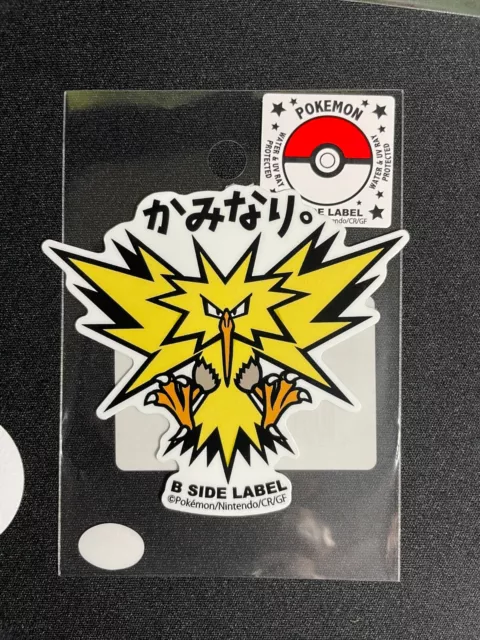 POKEMON
WATER & UV RAY
PROTECTED
WATER & UV RAY
PROTECTED
IDE LABEL
ndo/CR/GF
かみなり。
B SIDE LABEL
©Pokémon/Nintendo/CR/GF